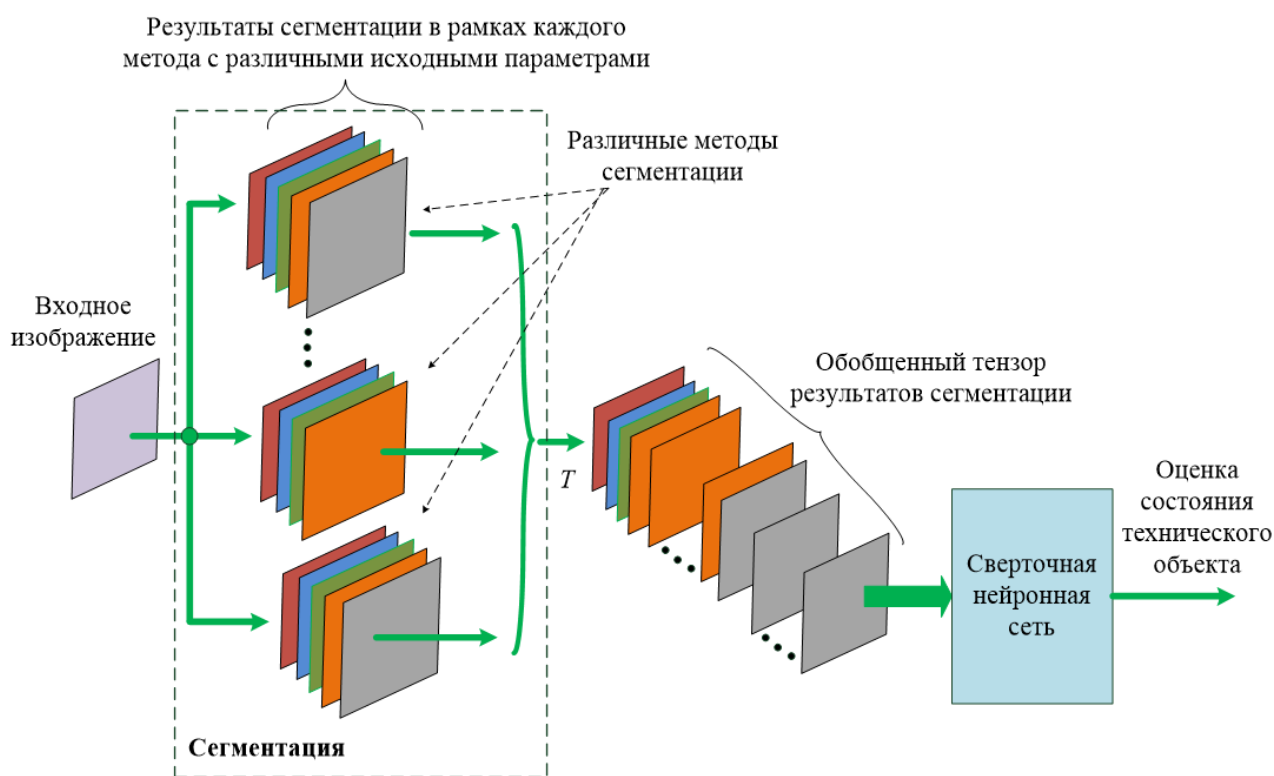 Результаты сегментации в рамках каждого
метода с различными исходными параметрами
Различные методы
сегментации
Входное
изображение
Обобщенный тензор
результатов сегментации
T
Оценка
состояния
технического
объекта
Сверточная
нейронная
сеть
Сегментация